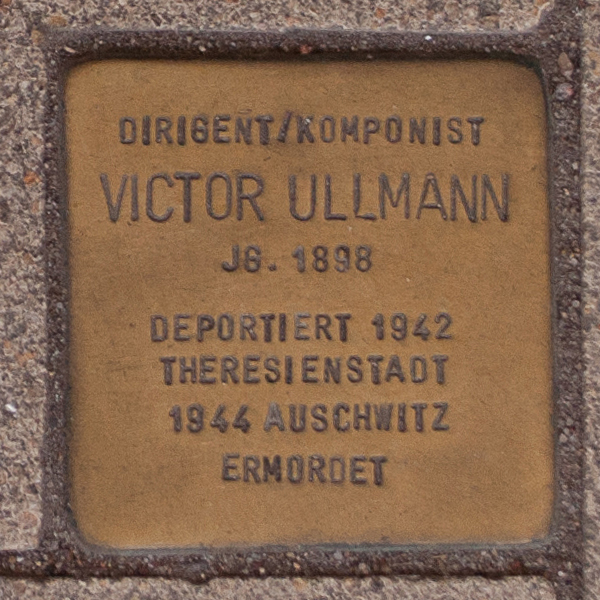 DIRIGENT/KOMPONIST
VICTOR ULLMANN
JG. 1898
DEPORTIERT 1942
THERESIENSTADT
1944 AUSCHWITZ
ERMORDET